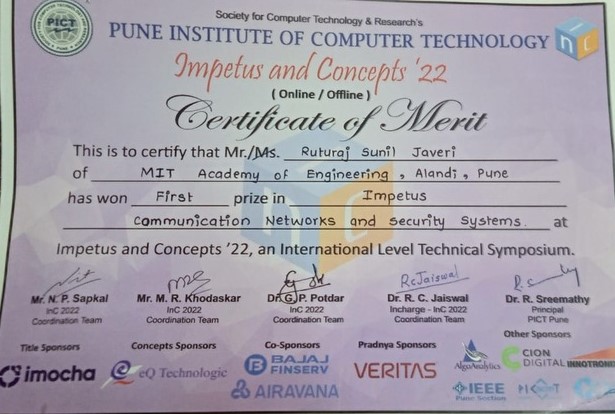 Society for Computer Technology & Research's
PUNE INSTITUTE OF COMPUTER TECHNOLOGY
PICT
InC
Impetus and Concepts '22
( Online / Offline )
Certificate of Merit
This is to certify that Mr./Ms. Ruturaj Sunil Javeri
of MIT Academy of Engineering, Alandi, Pune
has won First prize in Impetus
Communication Networks and Security Systems. at
Impetus and Concepts '22, an International Level Technical Symposium.
RcJaiswal
Mr. N. P. Sapkal Mr. M. R. Khodaskar Dr. G. P. Potdar Dr. R. C. Jaiswal Dr. R. Sreemathy
InC 2022 InC 2022 InC 2022 Incharge - InC 2022 Principal
Coordination Team Coordination Team Coordination Team Coordination Team PICT Pune
Other Sponsors
Title Sponsors Concepts Sponsors Co-Sponsors Pradnya Sponsors
imocha eQ Technologic BAJAJ FINSERV VERITAS AlgoAnalytics CION DIGITAL
AIRAVANA IEEE Pune Section